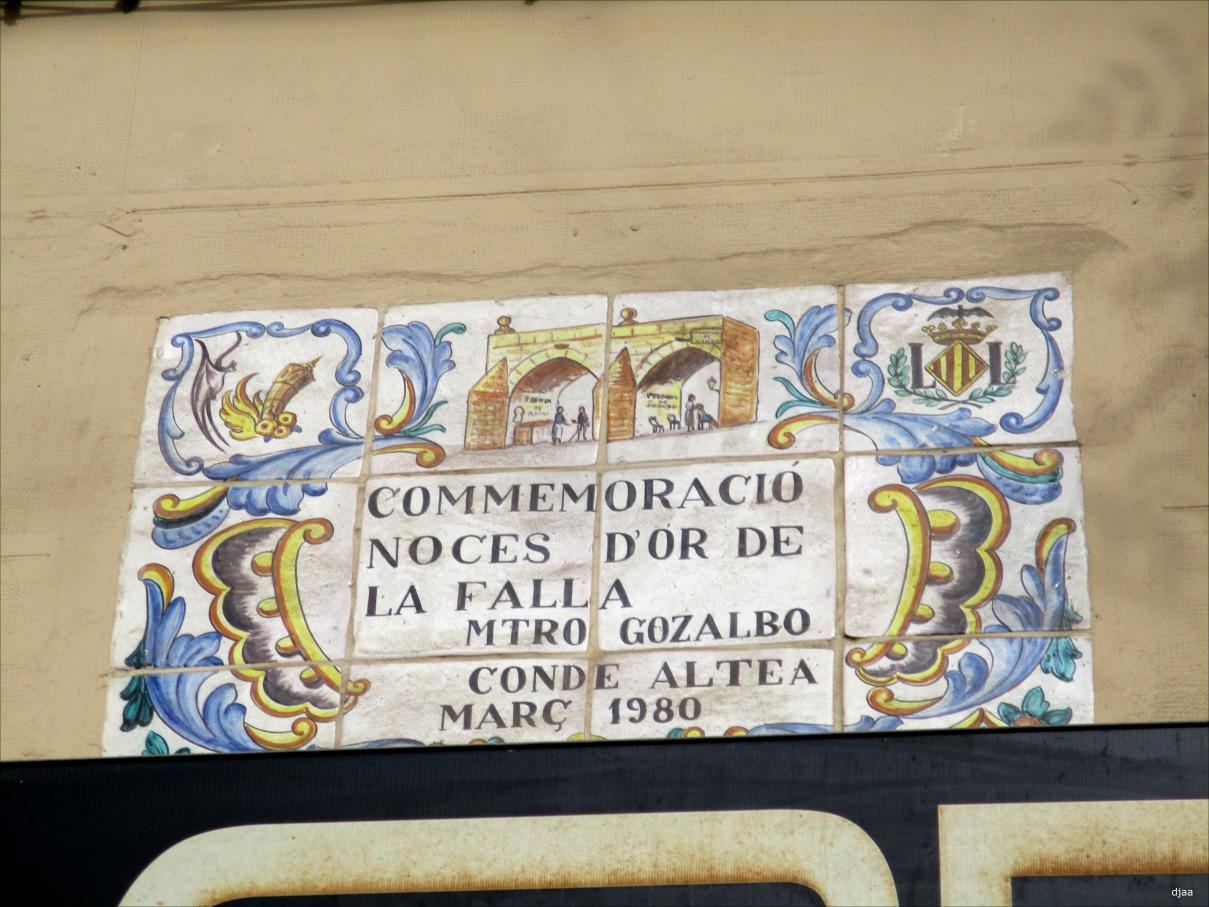 L L
COMMEMORACIÓ
NOCES D'OR DE
LA FALLA
MTRO GOZALBO
CONDE ALTEA
MARÇ 1980
djaa